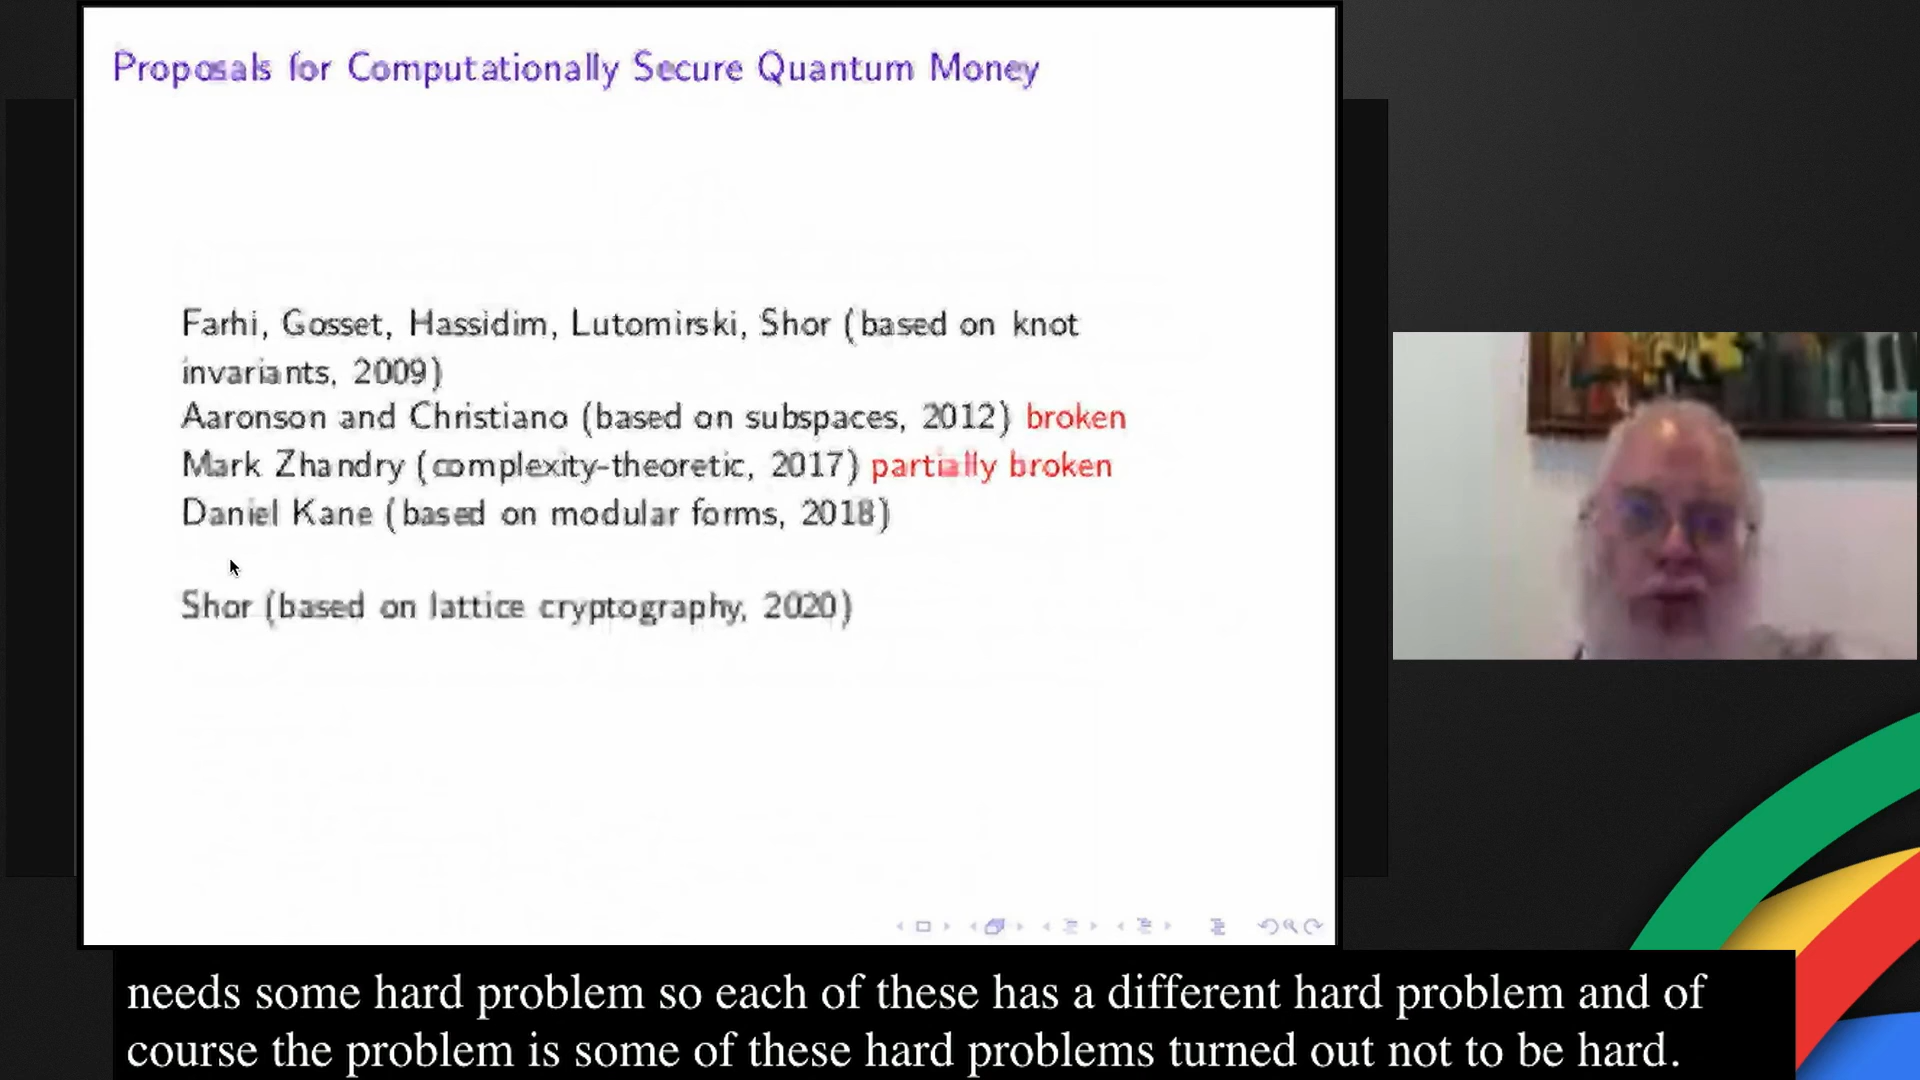 Proposals for Computationally Secure Quantum Money
Farhi, Gosset, Hassidim, Lutomirski, Shor (based on knot
invariants, 2009)
Aaronson and Christiano (based on subspaces, 2012) broken
Mark Zhandry (complexity-theoretic, 2017) partially broken
Daniel Kane (based on modular forms, 2018)
Shor (based on lattice cryptography, 2020)
needs some hard problem so each of these has a different hard problem and of
course the problem is some of these hard problems turned out not to be hard.